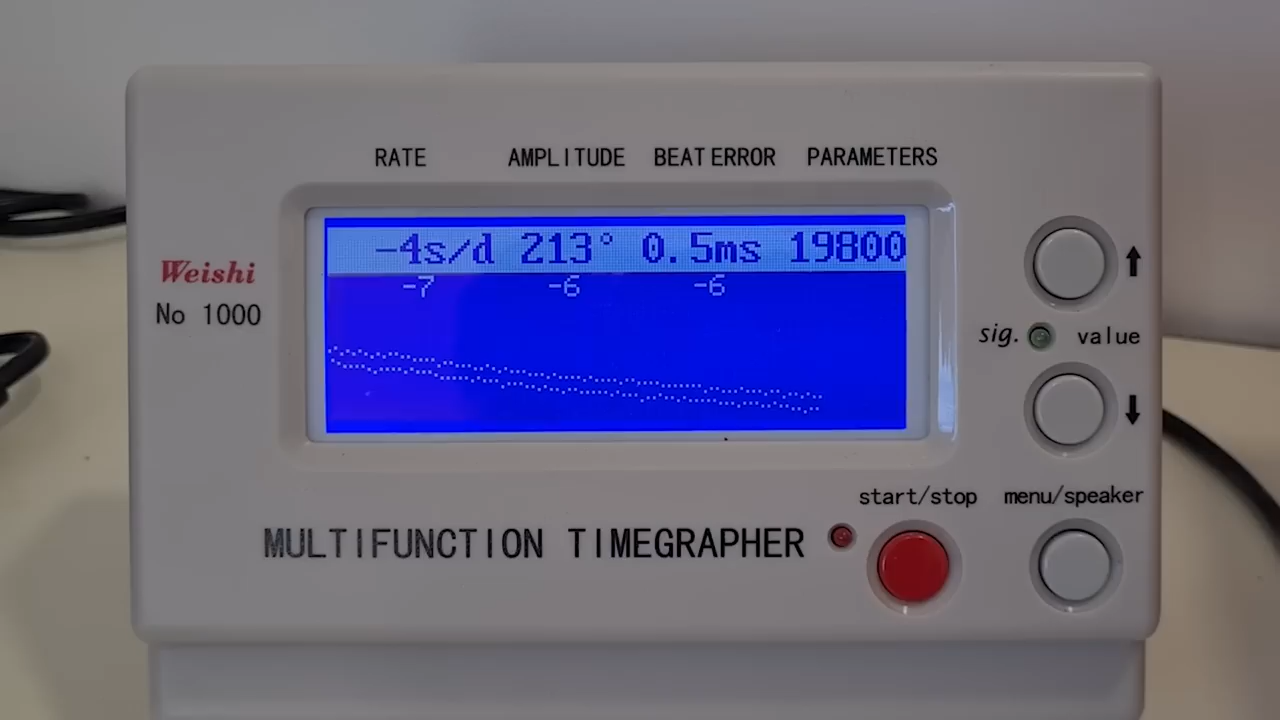 RATE AMPLITUDE BEAT ERROR PARAMETERS
-4s/d 213° 0.5ms 19800
-7 -6 -6
Weishi
No 1000
sig. value
start/stop menu/speaker
MULTIFUNCTION TIMEGRAPHER